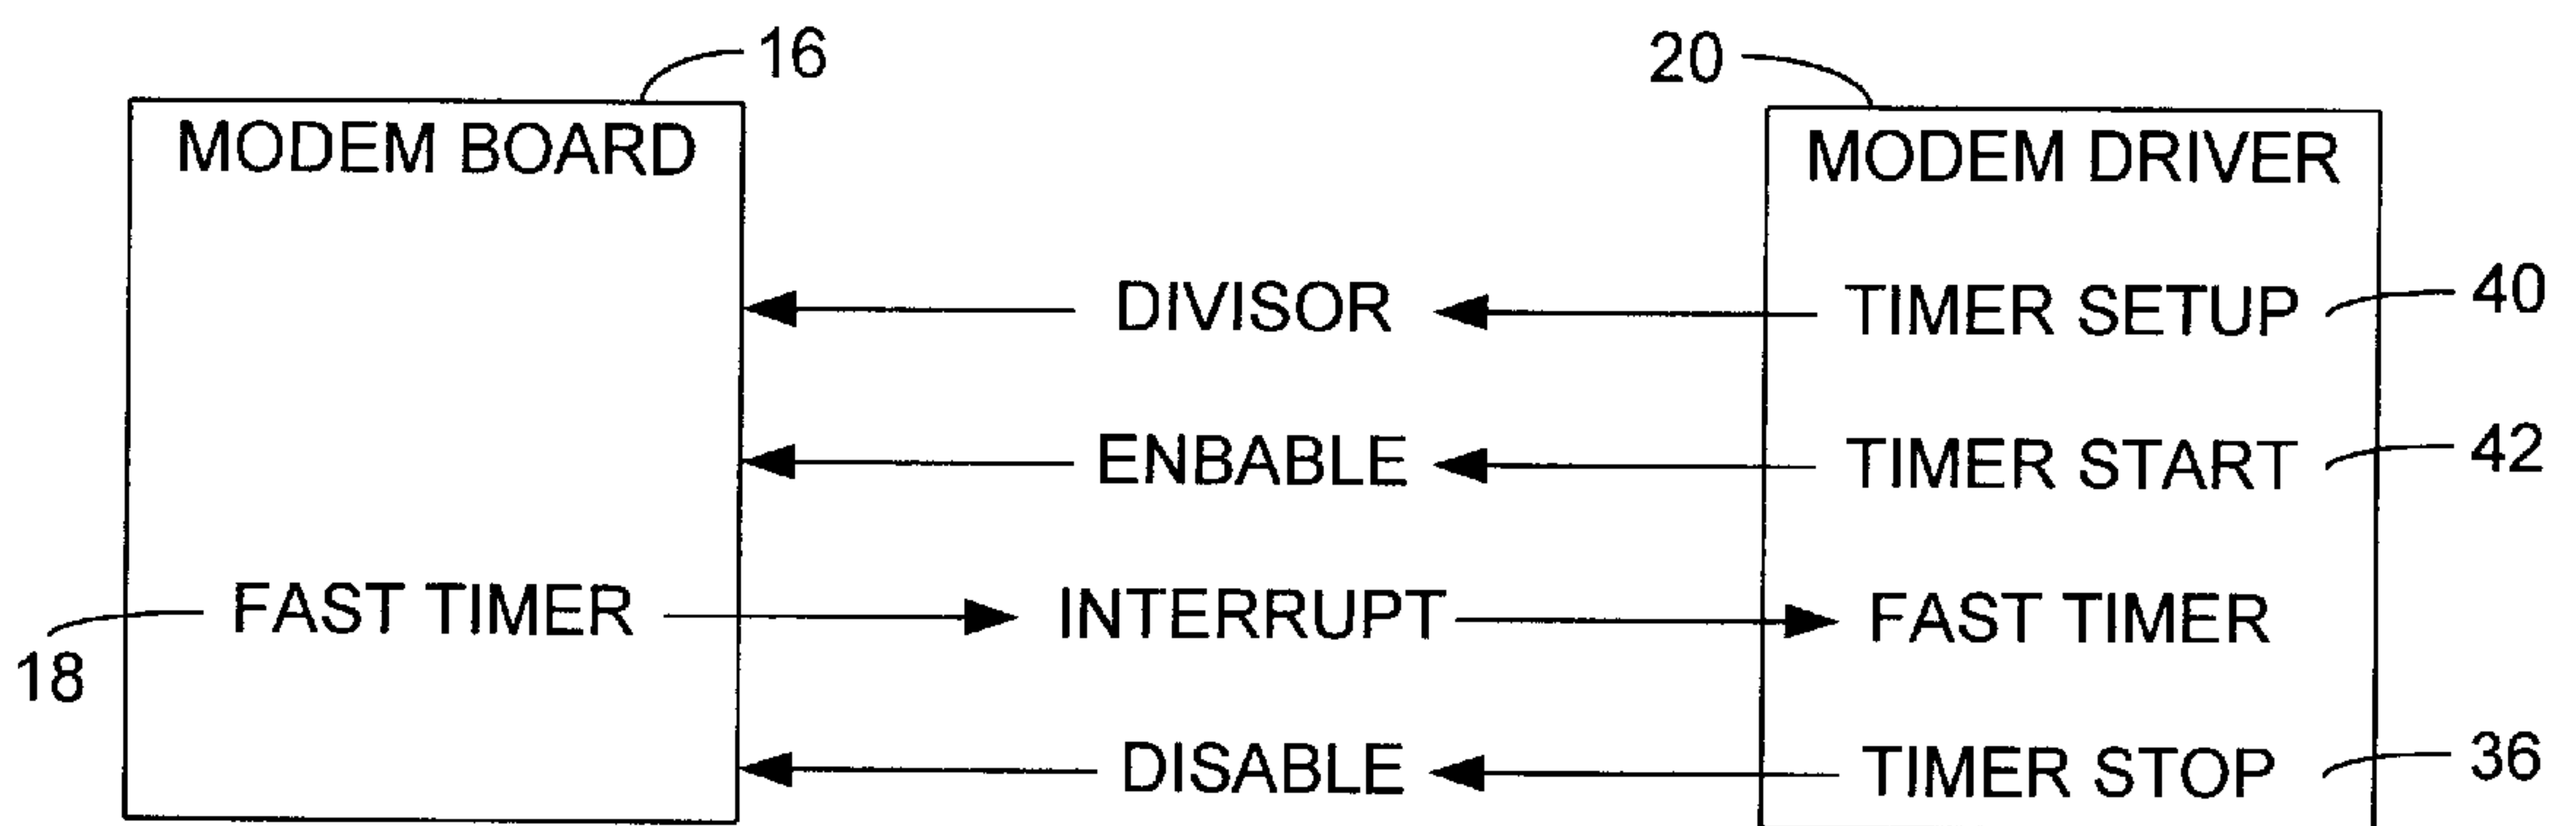 16
20
MODEM BOARD
MODEM DRIVER
DIVISOR
TIMER SETUP
40
ENBABLE
TIMER START
42
FAST TIMER
INTERRUPT
FAST TIMER
18
DISABLE
TIMER STOP
36